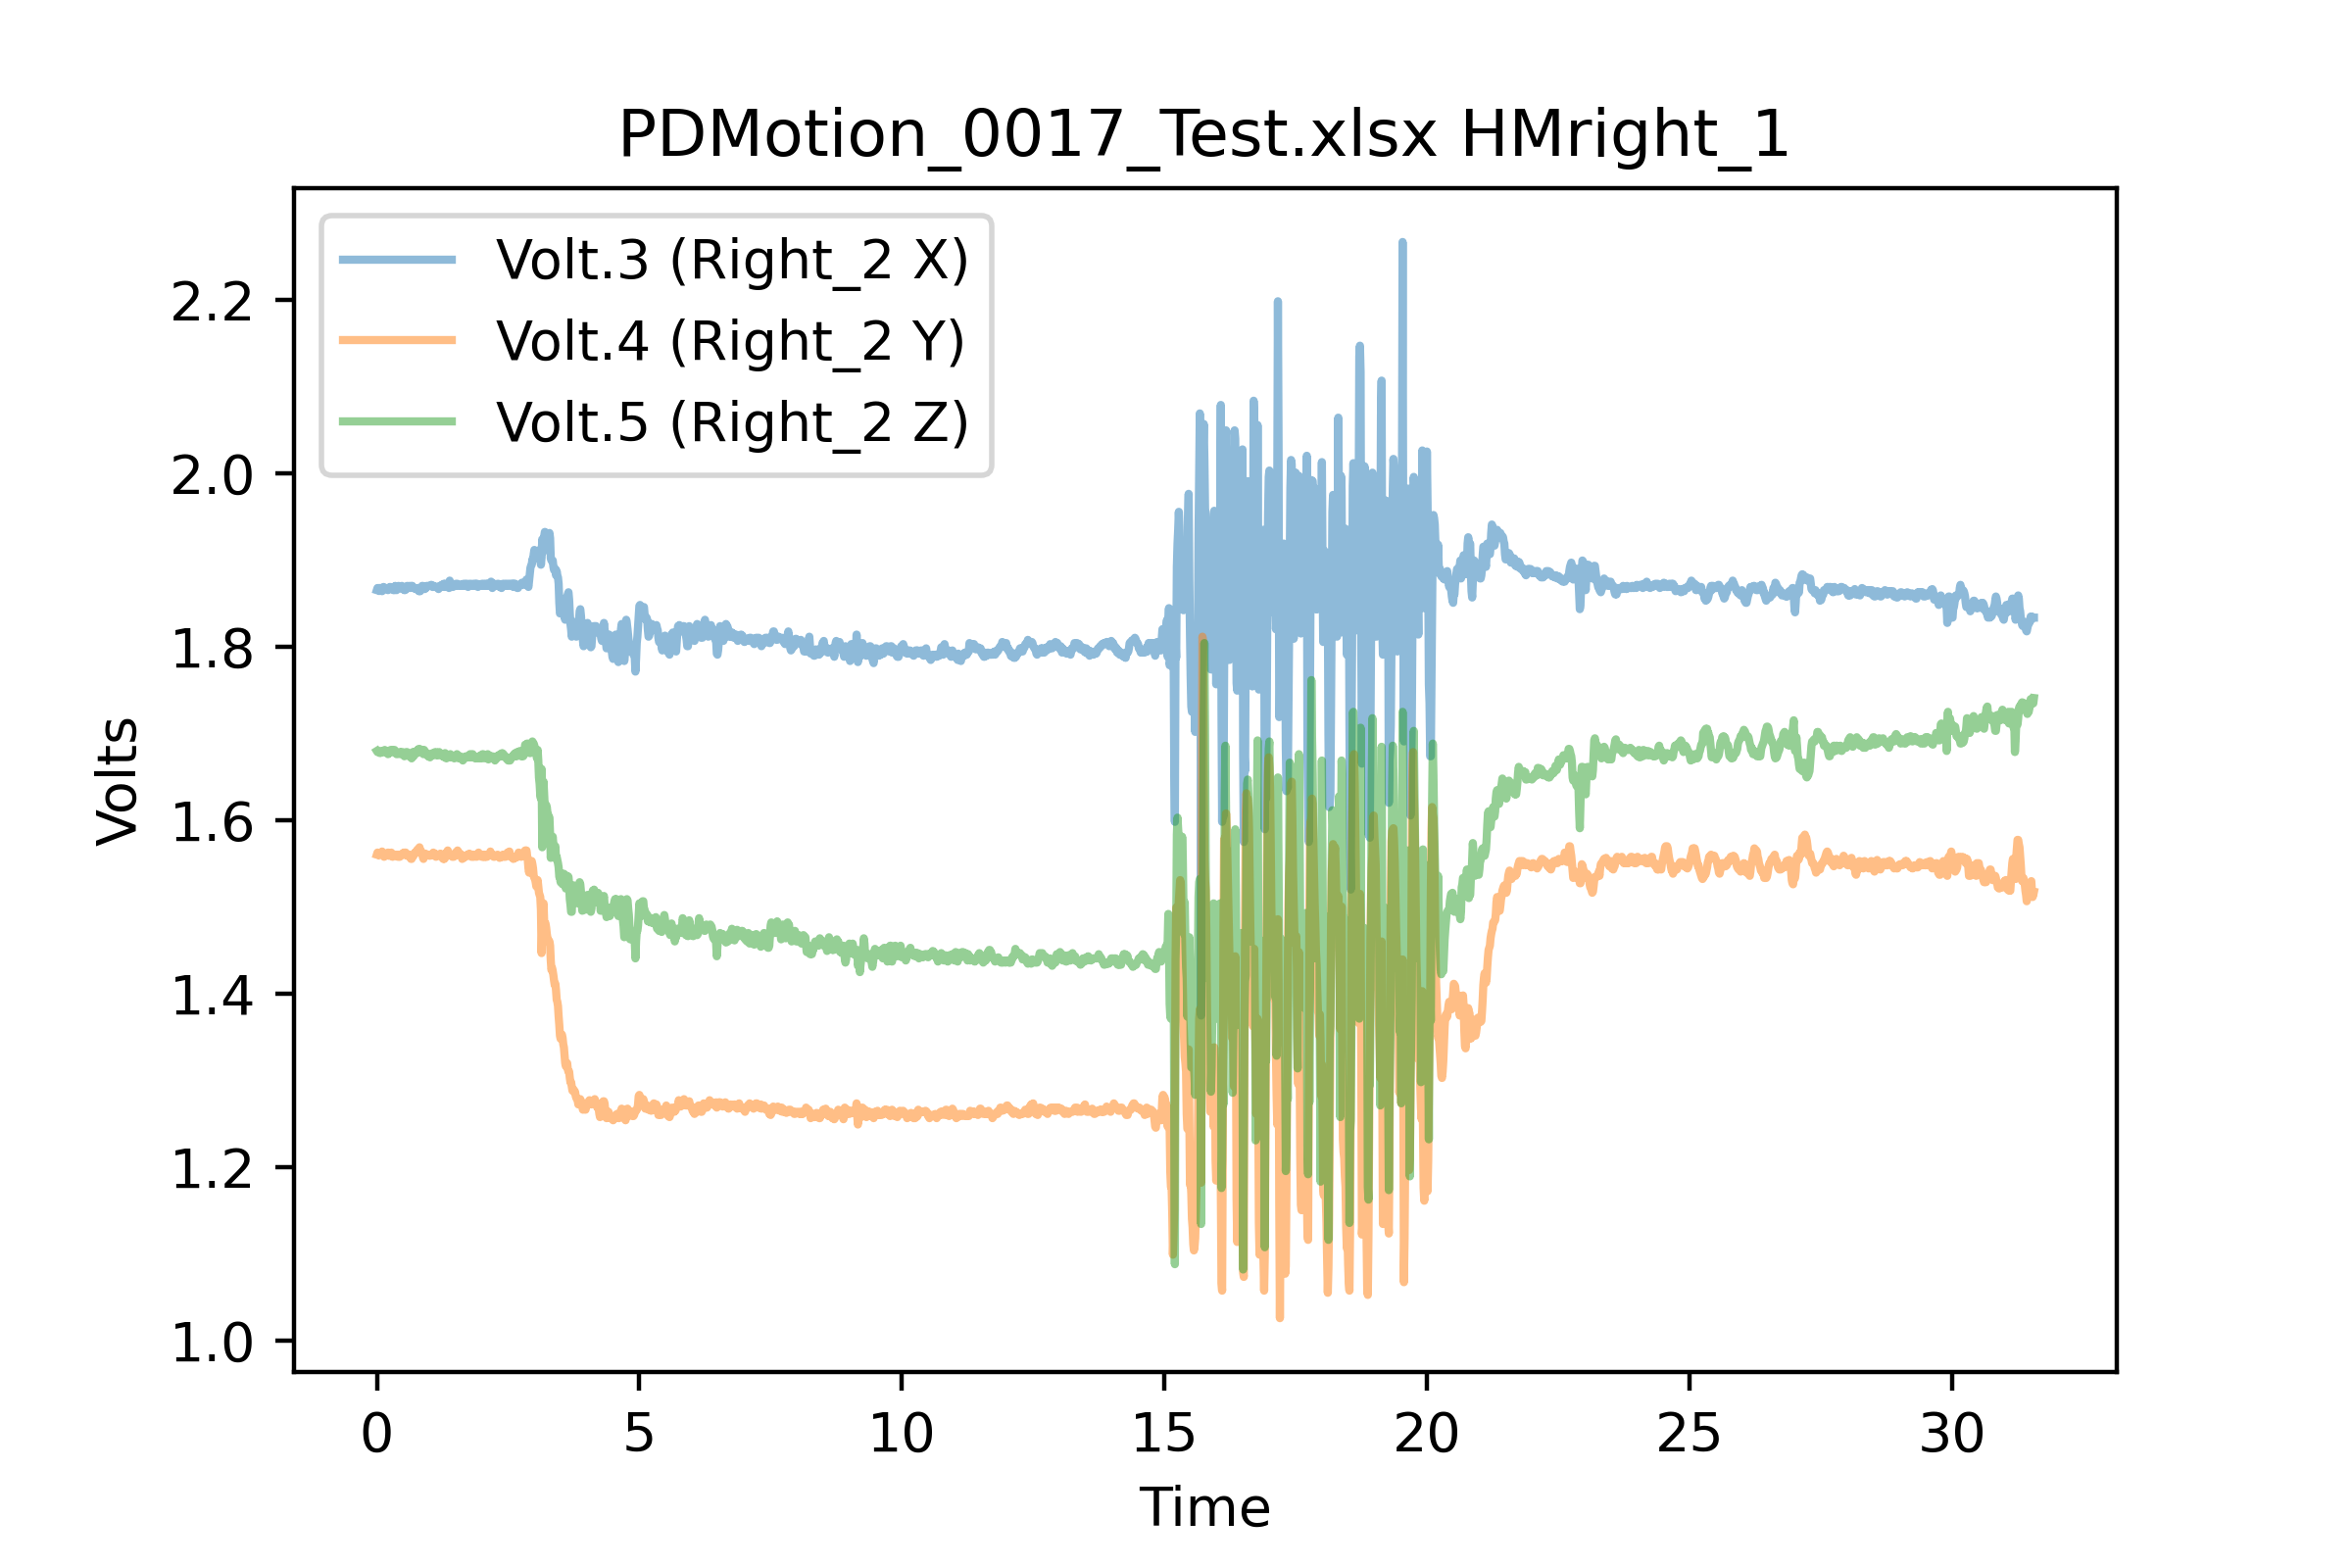 PDMotion_0017_Test.xlsx HMright_1
Volt.3 (Right_2 X)
Volt.4 (Right_2 Y)
Volt.5 (Right_2 Z)
2.2
2.0
1.8
1.6
1.4
1.2
1.0
Volts
0 5 10 15 20 25 30
Time